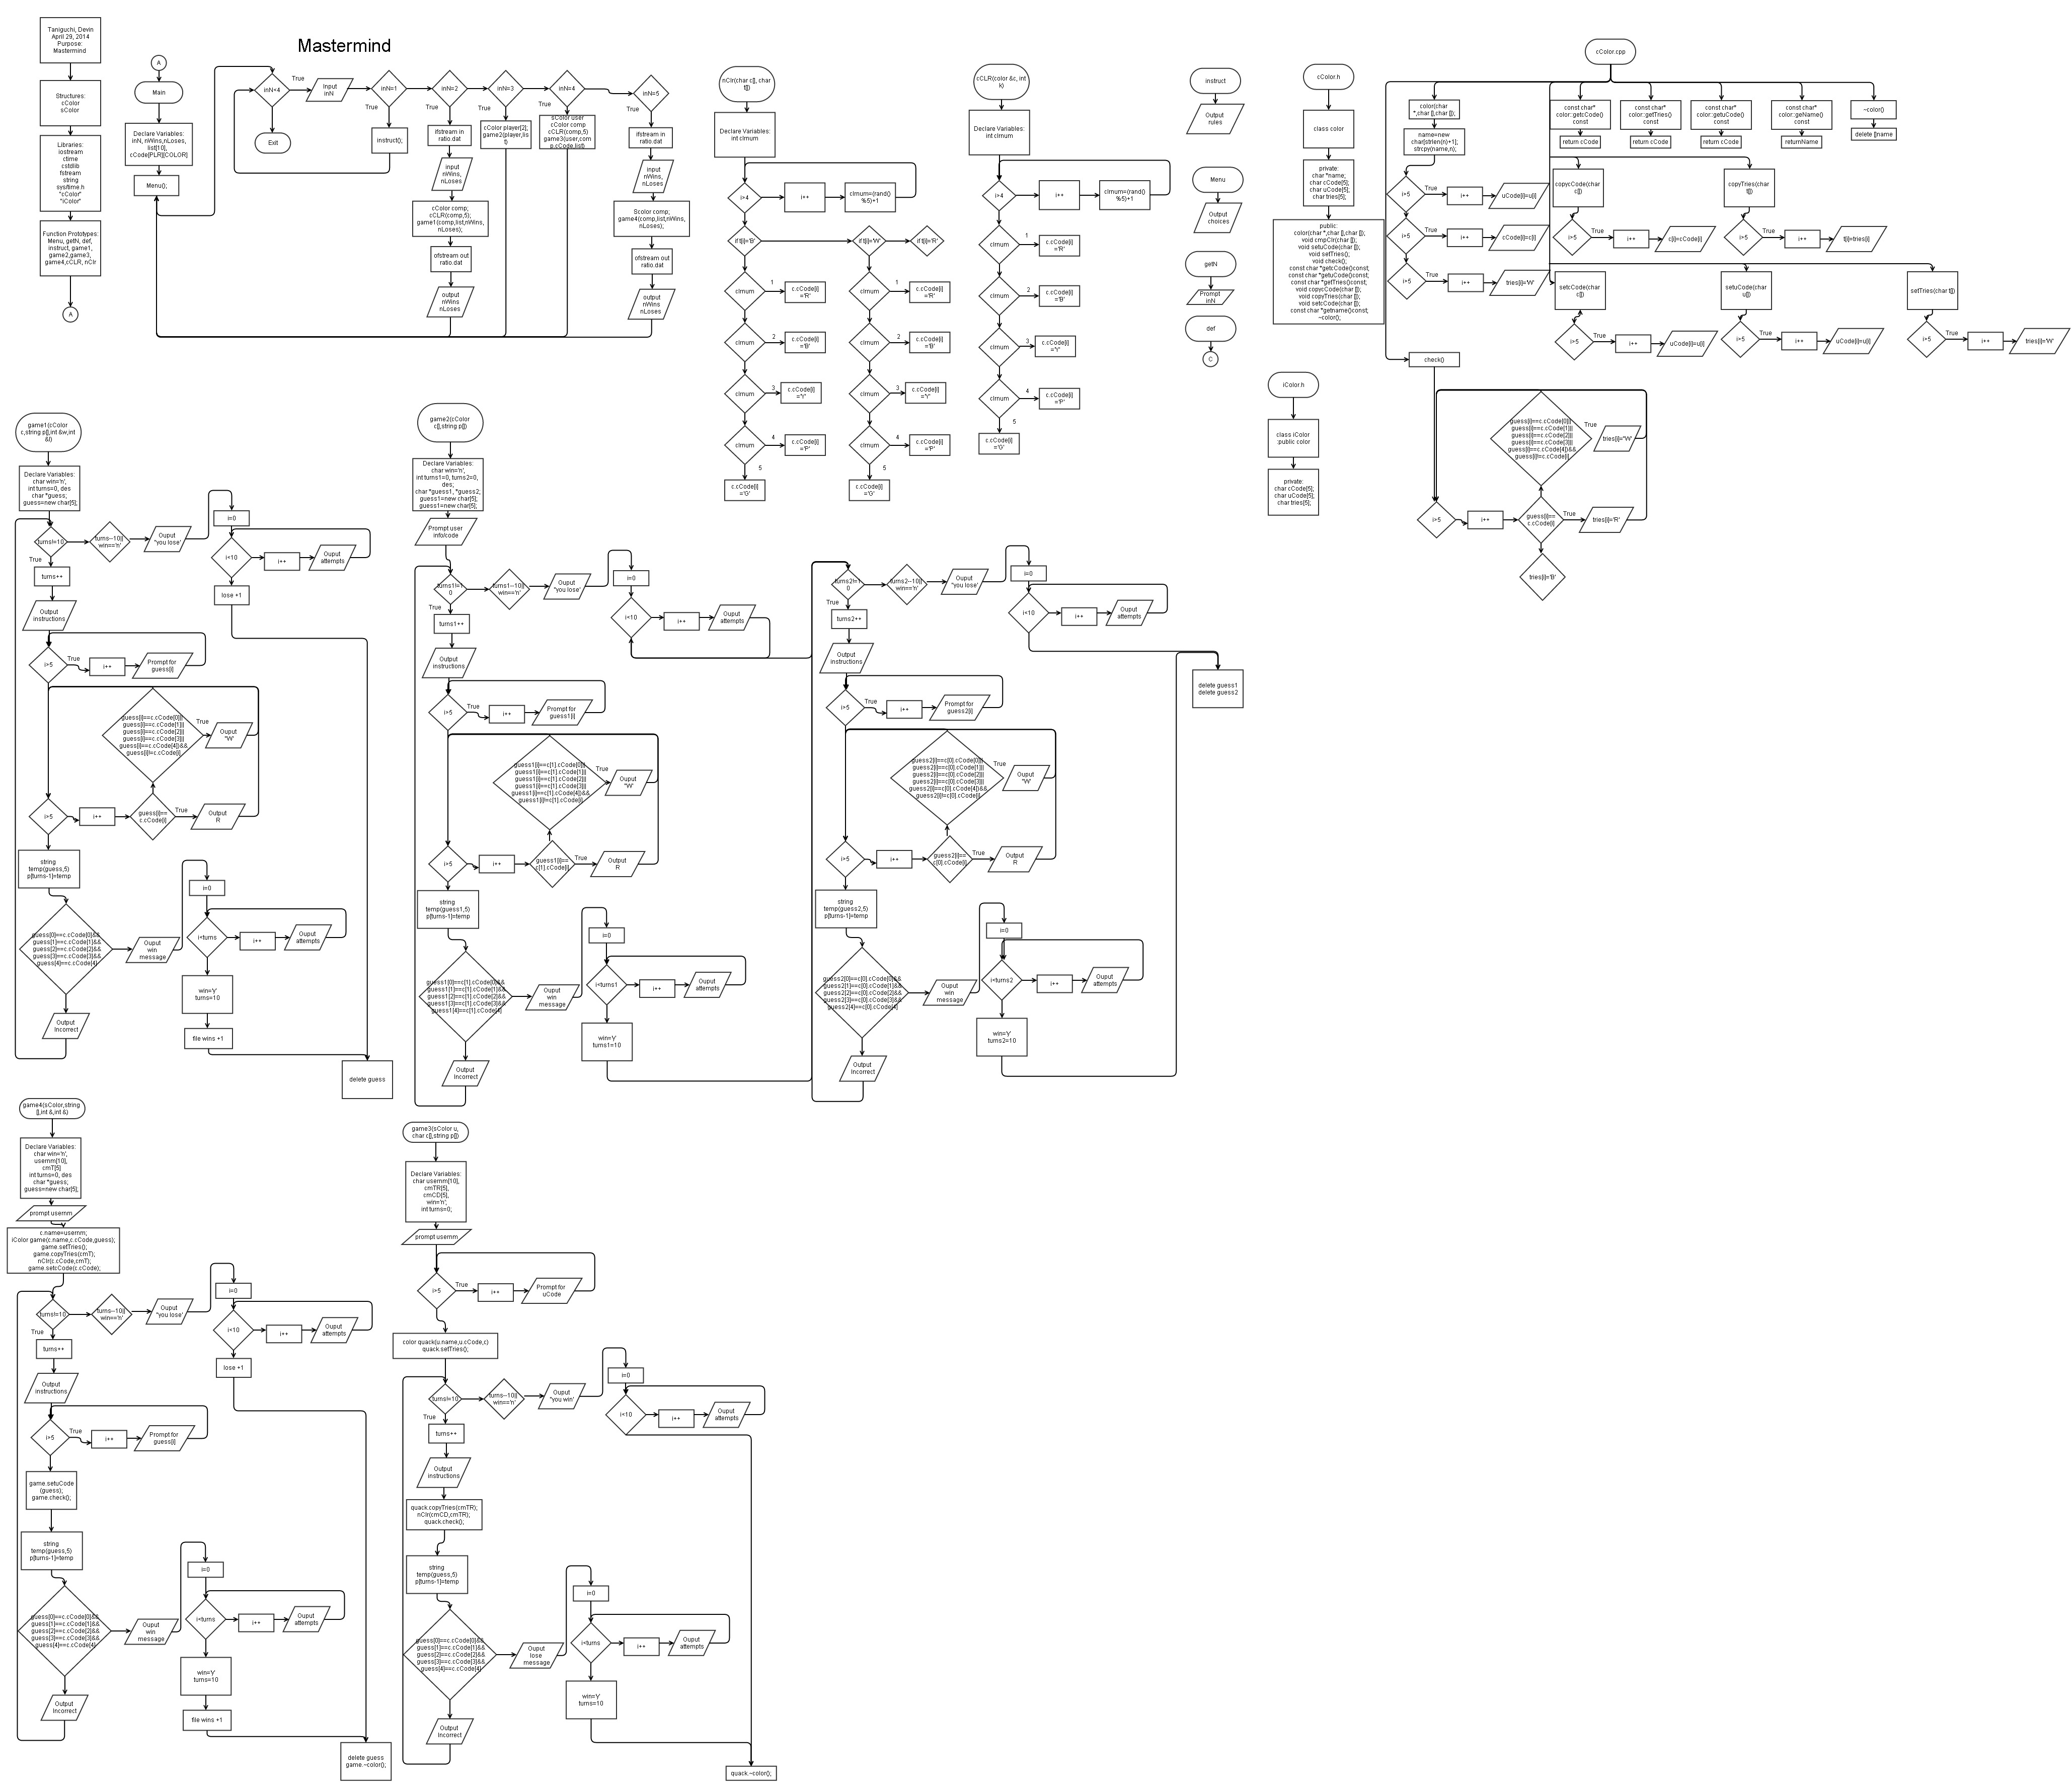 Mastermind
Taniguchi, Devin
April 29, 2014
Purpose:
Mastermind
Structures:
cColor
sColor
Libraries:
iostream
ctime
cstdlib
fstream
string
sys/time.h
"cColor"
"iColor"
Function Prototypes:
Menu, getN, def,
instruct, game1,
game2,game3,
game4,cCLR, nClr
A
A
Main
Declare Variables:
inN, nWins,nLoses,
list[10],
cCode[PLR][COLOR]
Menu();
inN<4
True
Exit
Input
inN
inN=1
True
instruct();
inN=2
True
ifstream in
ratio.dat
input
nWins,
nLoses
cColor comp;
cCLR(comp,5);
game1(comp,list,nWins,
nLoses);
ofstream out
ratio.dat
output
nWins
nLoses
inN=3
True
cColor player[2];
game2(player,lis
t)
inN=4
True
sColor user
cColor comp
cCLR(comp,5)
game3(user,com
p.cCode,list)
inN=5
True
ifstream in
ratio.dat
input
nWins,
nLoses
Scolor comp;
game4(comp,list,nWins,
nLoses);
ofstream out
ratio.dat
output
nWins
nLoses
nClr(char c[], char
t[])
Declare Variables:
int clrnum
i>4
i++
clrnum=(rand()
%5)+1
if t[i]='B'
if t[i]='W'
if t[i]='R'
clrnum
1
c.cCode[i]
='R'
clrnum
2
c.cCode[i]
='B'
clrnum
3
c.cCode[i]
='Y'
clrnum
4
c.cCode[i]
='P'
5
c.cCode[i]
='G'
clrnum
1
c.cCode[i]
='R'
clrnum
2
c.cCode[i]
='B'
clrnum
3
c.cCode[i]
='Y'
clrnum
4
c.cCode[i]
='P'
5
c.cCode[i]
='G'
cCLR(color &c, int
k)
Declare Variables:
int clrnum
i>4
i++
clrnum=(rand()
%5)+1
clrnum
1
c.cCode[i]
='R'
clrnum
2
c.cCode[i]
='B'
clrnum
3
c.cCode[i]
='Y'
clrnum
4
c.cCode[i]
='P'
5
c.cCode[i]
='G'
instruct
Output
rules
Menu
Output
choices
getN
Prompt
inN
def
C
cColor.h
class color
private:
char *name;
char cCode[5];
char uCode[5];
char tries[5];
public:
color(char *,char [],char []);
void cmpClr(char []);
void setuCode(char []);
void setTries();
void check();
const char *getcCode()const;
const char *getuCode()const;
const char *getTries()const;
void copycCode(char []);
void copyTries(char []);
void setcCode(char []);
const char *getname()const;
~color();
iColor.h
class iColor
:public color
private:
char cCode[5];
char uCode[5];
char tries[5];
cColor.cpp
color(char
*,char [],char []);
name=new
char[strlen(n)+1];
strcpy(name,n);
i>5
True
i++
uCode[i]=u[i]
i>5
True
i++
cCode[i]=c[i]
i>5
True
i++
tries[i]='W'
const char*
color::getcCode()
const
return cCode
const char*
color::getTries()
const
return cCode
const char*
color::getuCode()
const
return cCode
const char*
color::geName()
const
returnName
~color()
delete []name
copycCode(char
c[])
i>5
True
i++
c[i]=cCode[i]
copyTries(char
t[])
i>5
True
i++
t[i]=tries[i]
setcCode(char
c[])
i>5
True
i++
uCode[i]=u[i]
setuCode(char
u[])
i>5
True
i++
uCode[i]=u[i]
setTries(char t[])
i>5
True
i++
tries[i]='W'
check()
guess[i]==c.cCode[0]||
guess[i]==c.cCode[1]||
guess[i]==c.cCode[2]||
guess[i]==c.cCode[3]||
guess[i]==c.cCode[4])&&
guess[i]!=c.cCode[i]
True
tries[i]="W'
i>5
i++
guess[i]==
c.cCode[i]
True
tries[i]='R'
tries[i]='B'
game1(cColor
c,string p[],int &w,int
&l)
Declare Variables:
char win='n',
int turns=0, des
char *guess;
guess=new char[5];
turns!=10
turns--10||
win=='n'
Ouput
"you lose'
i=0
i<10
i++
Ouput
attempts
lose +1
True
turns++
Output
instructions
i>5
True
i++
Prompt for
guess[i]
guess[i]==c.cCode[0]||
guess[i]==c.cCode[1]||
guess[i]==c.cCode[2]||
guess[i]==c.cCode[3]||
guess[i]==c.cCode[4])&&
guess[i]!=c.cCode[i]
True
Ouput
"W'
i>5
i++
guess[i]==
c.cCode[i]
True
Output
R
string
temp(guess,5)
p[turns-1]=temp
guess[0]==c.cCode[0]&&
guess[1]==c.cCode[1]&&
guess[2]==c.cCode[2]&&
guess[3]==c.cCode[3]&&
guess[4]==c.cCode[4]
Ouput
win
message
i=0
i<turns
i++
Ouput
attempts
win='y'
turns=10
file wins +1
Output
Incorrect
delete guess
game2(cColor
c[],string p[])
Declare Variables:
char win='n',
int turns1=0, turns2=0,
des;
char *guess1, *guess2,
guess1=new char[5];
guess1=new char[5];
Prompt user
info/code
turns1!=1
0
turns1--10||
win=='n'
Ouput
"you lose'
i=0
i<10
i++
Ouput
attempts
True
turns1++
Output
instructions
i>5
True
i++
Prompt for
guess1[i]
guess1[i]==c[1].cCode[0]||
guess1[i]==c[1].cCode[1]||
guess1[i]==c[1].cCode[2]||
guess1[i]==c[1].cCode[3]||
guess1[i]==c[1].cCode[4])&&
guess1[i]!=c[1].cCode[i]
True
Ouput
"W'
i>5
i++
guess1[i]==
c[1].cCode[i]
True
Output
R
string
temp(guess1,5)
p[turns-1]=temp
guess1[0]==c[1].cCode[0]&&
guess1[1]==c[1].cCode[1]&&
guess1[2]==c[1].cCode[2]&&
guess1[3]==c[1].cCode[3]&&
guess1[4]==c[1].cCode[4]
Ouput
win
message
i=0
i<turns1
i++
Ouput
attempts
win='y'
turns1=10
Output
Incorrect
turns2!=1
0
turns2--10||
win=='n'
Ouput
"you lose'
i=0
i<10
i++
Ouput
attempts
True
turns2++
Output
instructions
i>5
True
i++
Prompt for
guess2[i]
guess2[i]==c[0].cCode[0]||
guess2[i]==c[0].cCode[1]||
guess2[i]==c[0].cCode[2]||
guess2[i]==c[0].cCode[3]||
guess2[i]==c[0].cCode[4])&&
guess2[i]!=c[0].cCode[i]
True
Ouput
"W'
i>5
i++
guess2[i]==
c[0].cCode[i]
True
Output
R
string
temp(guess2,5)
p[turns-1]=temp
guess2[0]==c[0].cCode[0]&&
guess2[1]==c[0].cCode[1]&&
guess2[2]==c[0].cCode[2]&&
guess2[3]==c[0].cCode[3]&&
guess2[4]==c[0].cCode[4]
Ouput
win
message
i=0
i<turns2
i++
Ouput
attempts
win='y'
turns2=10
Output
Incorrect
delete guess1
delete guess2
game4(sColor,string
[],int &,int &)
Declare Variables:
char win='n',
usernm[10],
cmT[5]
int turns=0, des
char *guess;
guess=new char[5];
prompt usernm
c.name=usernm;
iColor game(c.name,c.cCode,guess);
game.setTries();
game.copyTries(cmT);
nClr(c.cCode,cmT);
game.setcCode(c.cCode);
turns!=10
turns--10||
win=='n'
Ouput
"you lose'
i=0
i<10
i++
Ouput
attempts
lose +1
True
turns++
Output
instructions
i>5
True
i++
Prompt for
guess[i]
game.setuCode
(guess);
game.check();
string
temp(guess,5)
p[turns-1]=temp
guess[0]==c.cCode[0]&&
guess[1]==c.cCode[1]&&
guess[2]==c.cCode[2]&&
guess[3]==c.cCode[3]&&
guess[4]==c.cCode[4]
Ouput
win
message
i=0
i<turns
i++
Ouput
attempts
win='y'
turns=10
file wins +1
Output
Incorrect
delete guess
game.~color();
game3(sColor u,
char c[],string p[])
Declare Variables:
char usernm[10],
cmTR[5],
cmCD[5],
win='n';
int turns=0;
prompt usernm
i>5
True
i++
Prompt for
uCode
color quack(u.name,u.cCode,c)
quack.setTries();
turns!=10
turns--10||
win=='n'
Ouput
"you win'
i=0
i<10
i++
Ouput
attempts
True
turns++
Output
instructions
quack.copyTries(cmTR);
nClr(cmCD,cmTR);
quack.check();
string
temp(guess,5)
p[turns-1]=temp
guess[0]==c.cCode[0]&&
guess[1]==c.cCode[1]&&
guess[2]==c.cCode[2]&&
guess[3]==c.cCode[3]&&
guess[4]==c.cCode[4]
Ouput
lose
message
i=0
i<turns
i++
Ouput
attempts
win='y'
turns=10
Output
Incorrect
quack.~color();